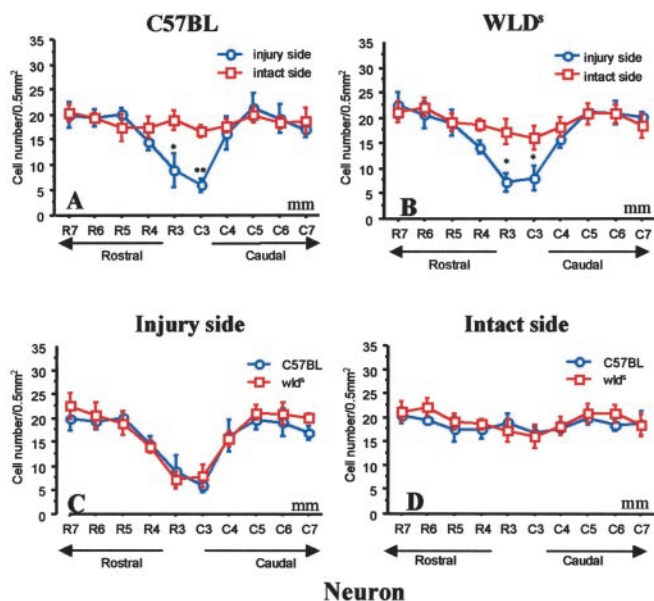 C57BL
WLDˢ
injury side
intact side
injury side
intact side
Cell number/0.5mm²
35
30
25
20
15
10
5
0
*
**
A
mm
R7 R6 R5 R4 R3 C3 C4 C5 C6 C7
Rostral
Caudal
Cell number/0.5mm²
35
30
25
20
15
10
5
0
*
*
B
mm
R7 R6 R5 R4 R3 C3 C4 C5 C6 C7
Rostral
Caudal
Injury side
Intact side
C57BL
wldˢ
C57BL
wldˢ
Cell number/0.5mm²
35
30
25
20
15
10
5
0
C
mm
R7 R6 R5 R4 R3 C3 C4 C5 C6 C7
Rostral
Caudal
Cell number/0.5mm²
35
30
25
20
15
10
5
0
D
mm
R7 R6 R5 R4 R3 C3 C4 C5 C6 C7
Rostral
Caudal
Neuron